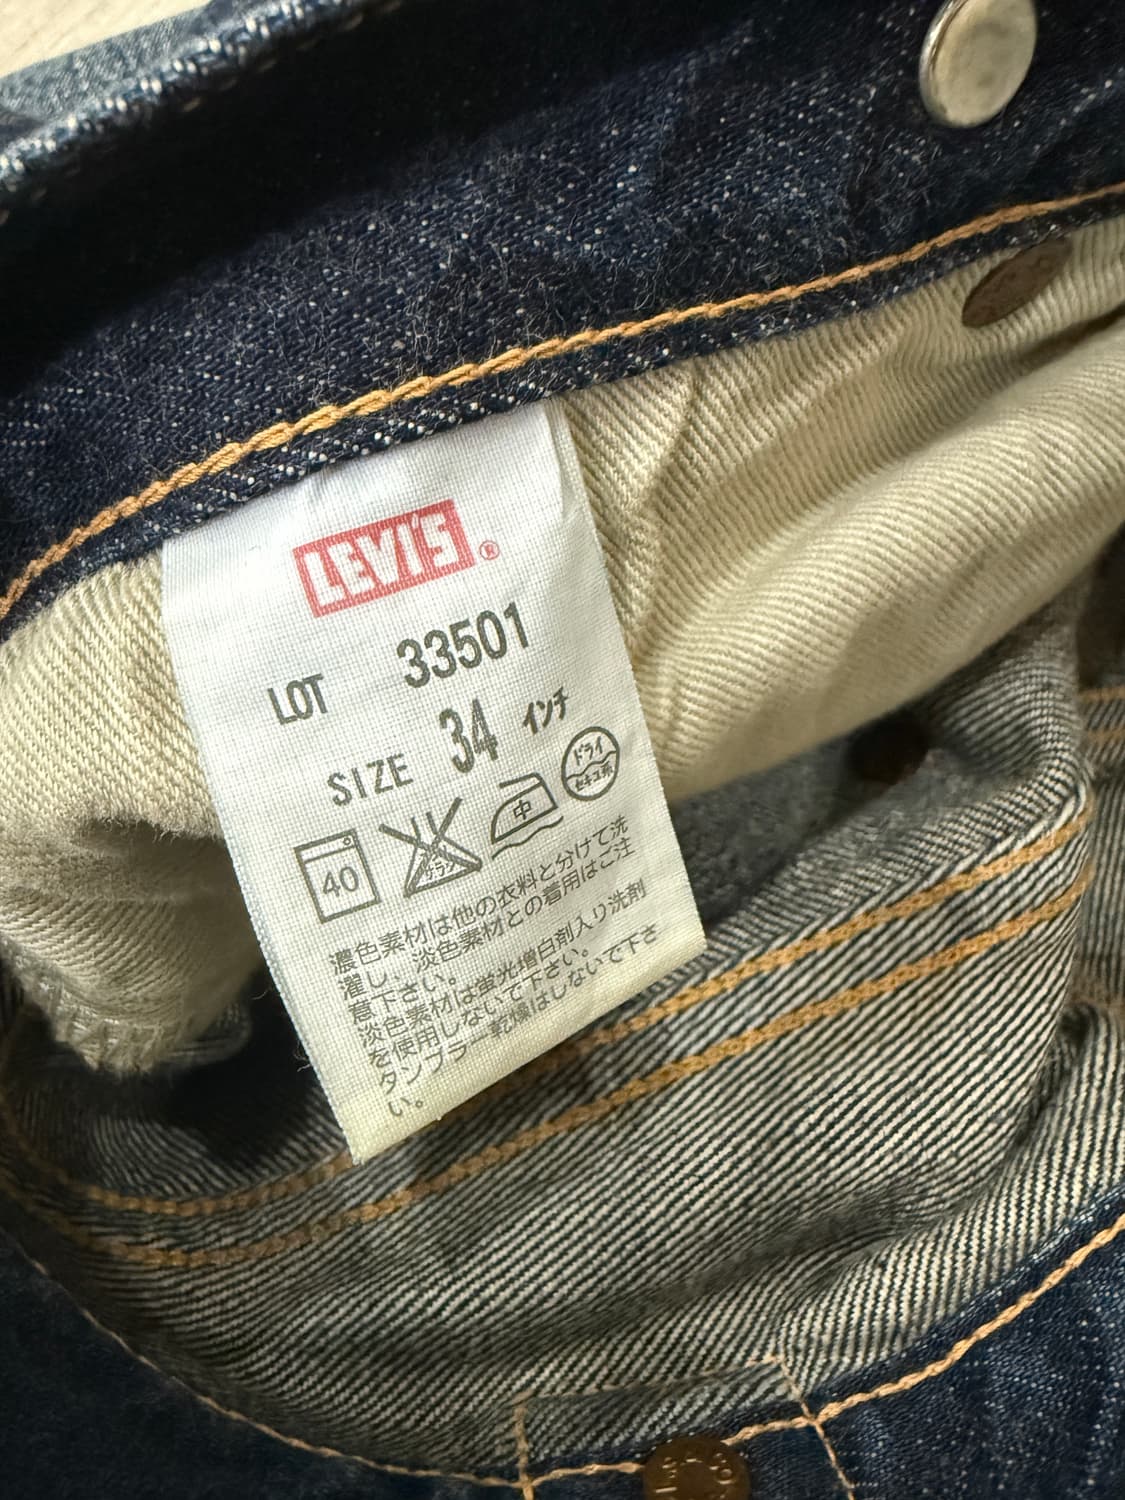 LEVI'S®
LOT 33501
SIZE 34 インチ
40 中 ドライ セキユ系
濃色素材は他の衣料と分けて洗
濯し、淡色素材との着用はご注
意下さい。
淡色素材は蛍光増白剤入り洗剤
を使用しないで下さい。
タンブラー乾燥はしないで下さ
い。